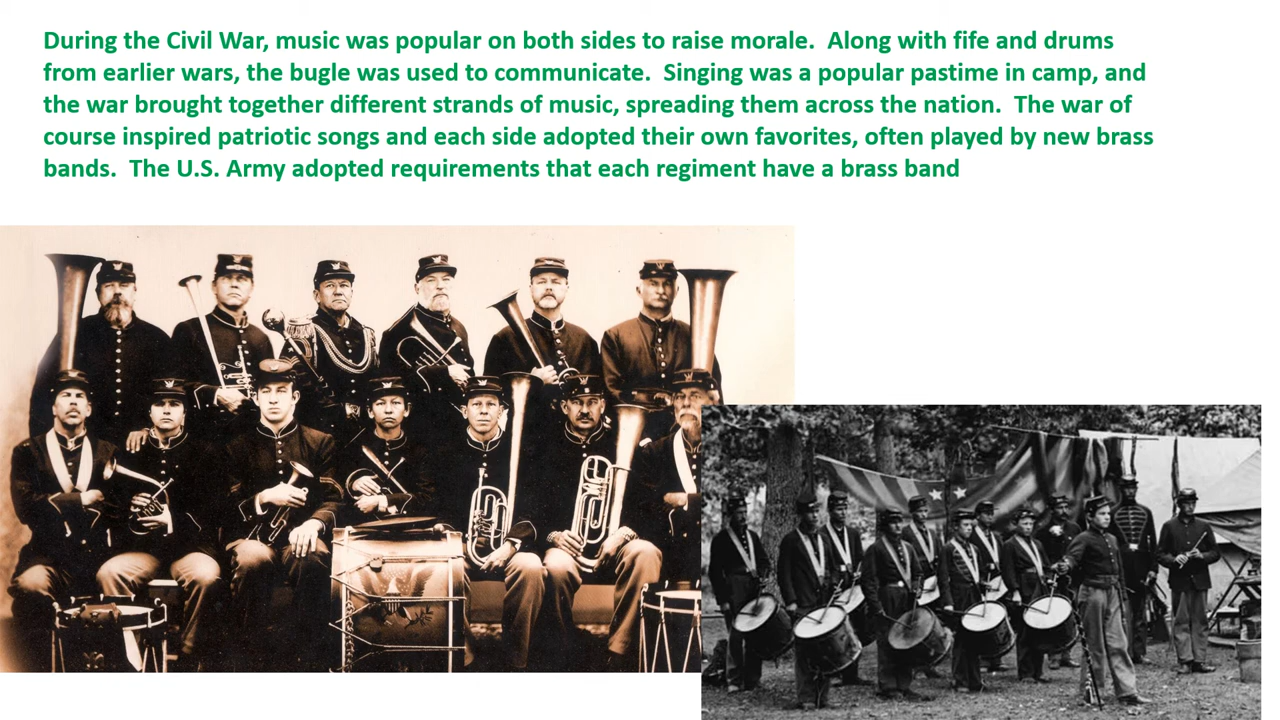 During the Civil War, music was popular on both sides to raise morale.  Along with fife and drums
from earlier wars, the bugle was used to communicate.  Singing was a popular pastime in camp, and
the war brought together different strands of music, spreading them across the nation.  The war of
course inspired patriotic songs and each side adopted their own favorites, often played by new brass
bands.  The U.S. Army adopted requirements that each regiment have a brass band